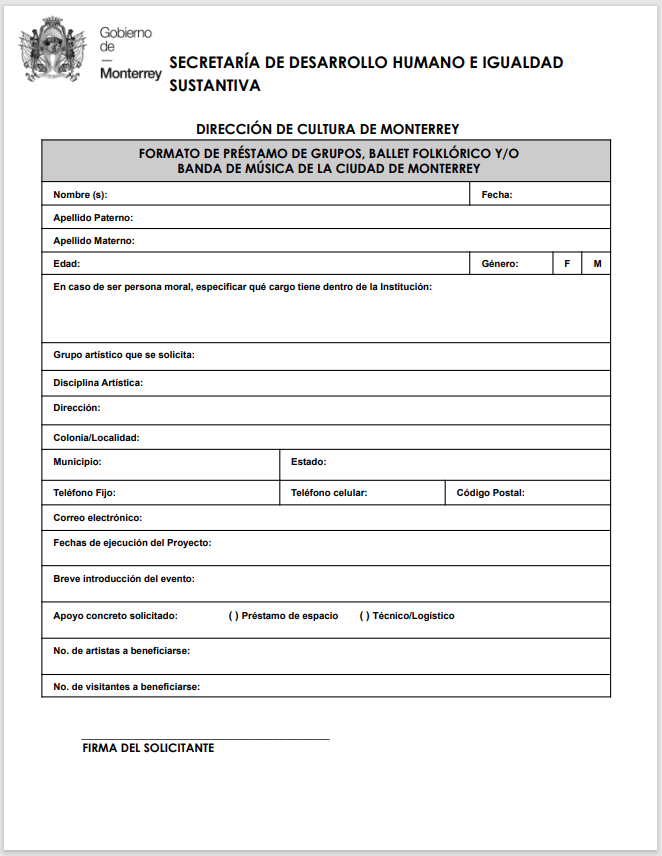 Gobierno
de
—
Monterrey
SECRETARÍA DE DESARROLLO HUMANO E IGUALDAD
SUSTANTIVA
DIRECCIÓN DE CULTURA DE MONTERREY
FORMATO DE PRÉSTAMO DE GRUPOS, BALLET FOLKLÓRICO Y/O
BANDA DE MÚSICA DE LA CIUDAD DE MONTERREY
Nombre (s): Fecha:
Apellido Paterno:
Apellido Materno:
Edad: Género: F M
En caso de ser persona moral, especificar qué cargo tiene dentro de la Institución:
Grupo artístico que se solicita:
Disciplina Artística:
Dirección:
Colonia/Localidad:
Municipio: Estado:
Teléfono Fijo: Teléfono celular: Código Postal:
Correo electrónico:
Fechas de ejecución del Proyecto:
Breve introducción del evento:
Apoyo concreto solicitado: ( ) Préstamo de espacio ( ) Técnico/Logístico
No. de artistas a beneficiarse:
No. de visitantes a beneficiarse:
FIRMA DEL SOLICITANTE